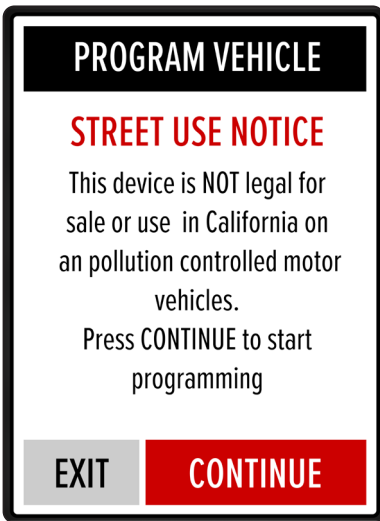 PROGRAM VEHICLE
STREET USE NOTICE
This device is NOT legal for
sale or use in California on
an pollution controlled motor
vehicles.
Press CONTINUE to start
programming
EXIT CONTINUE